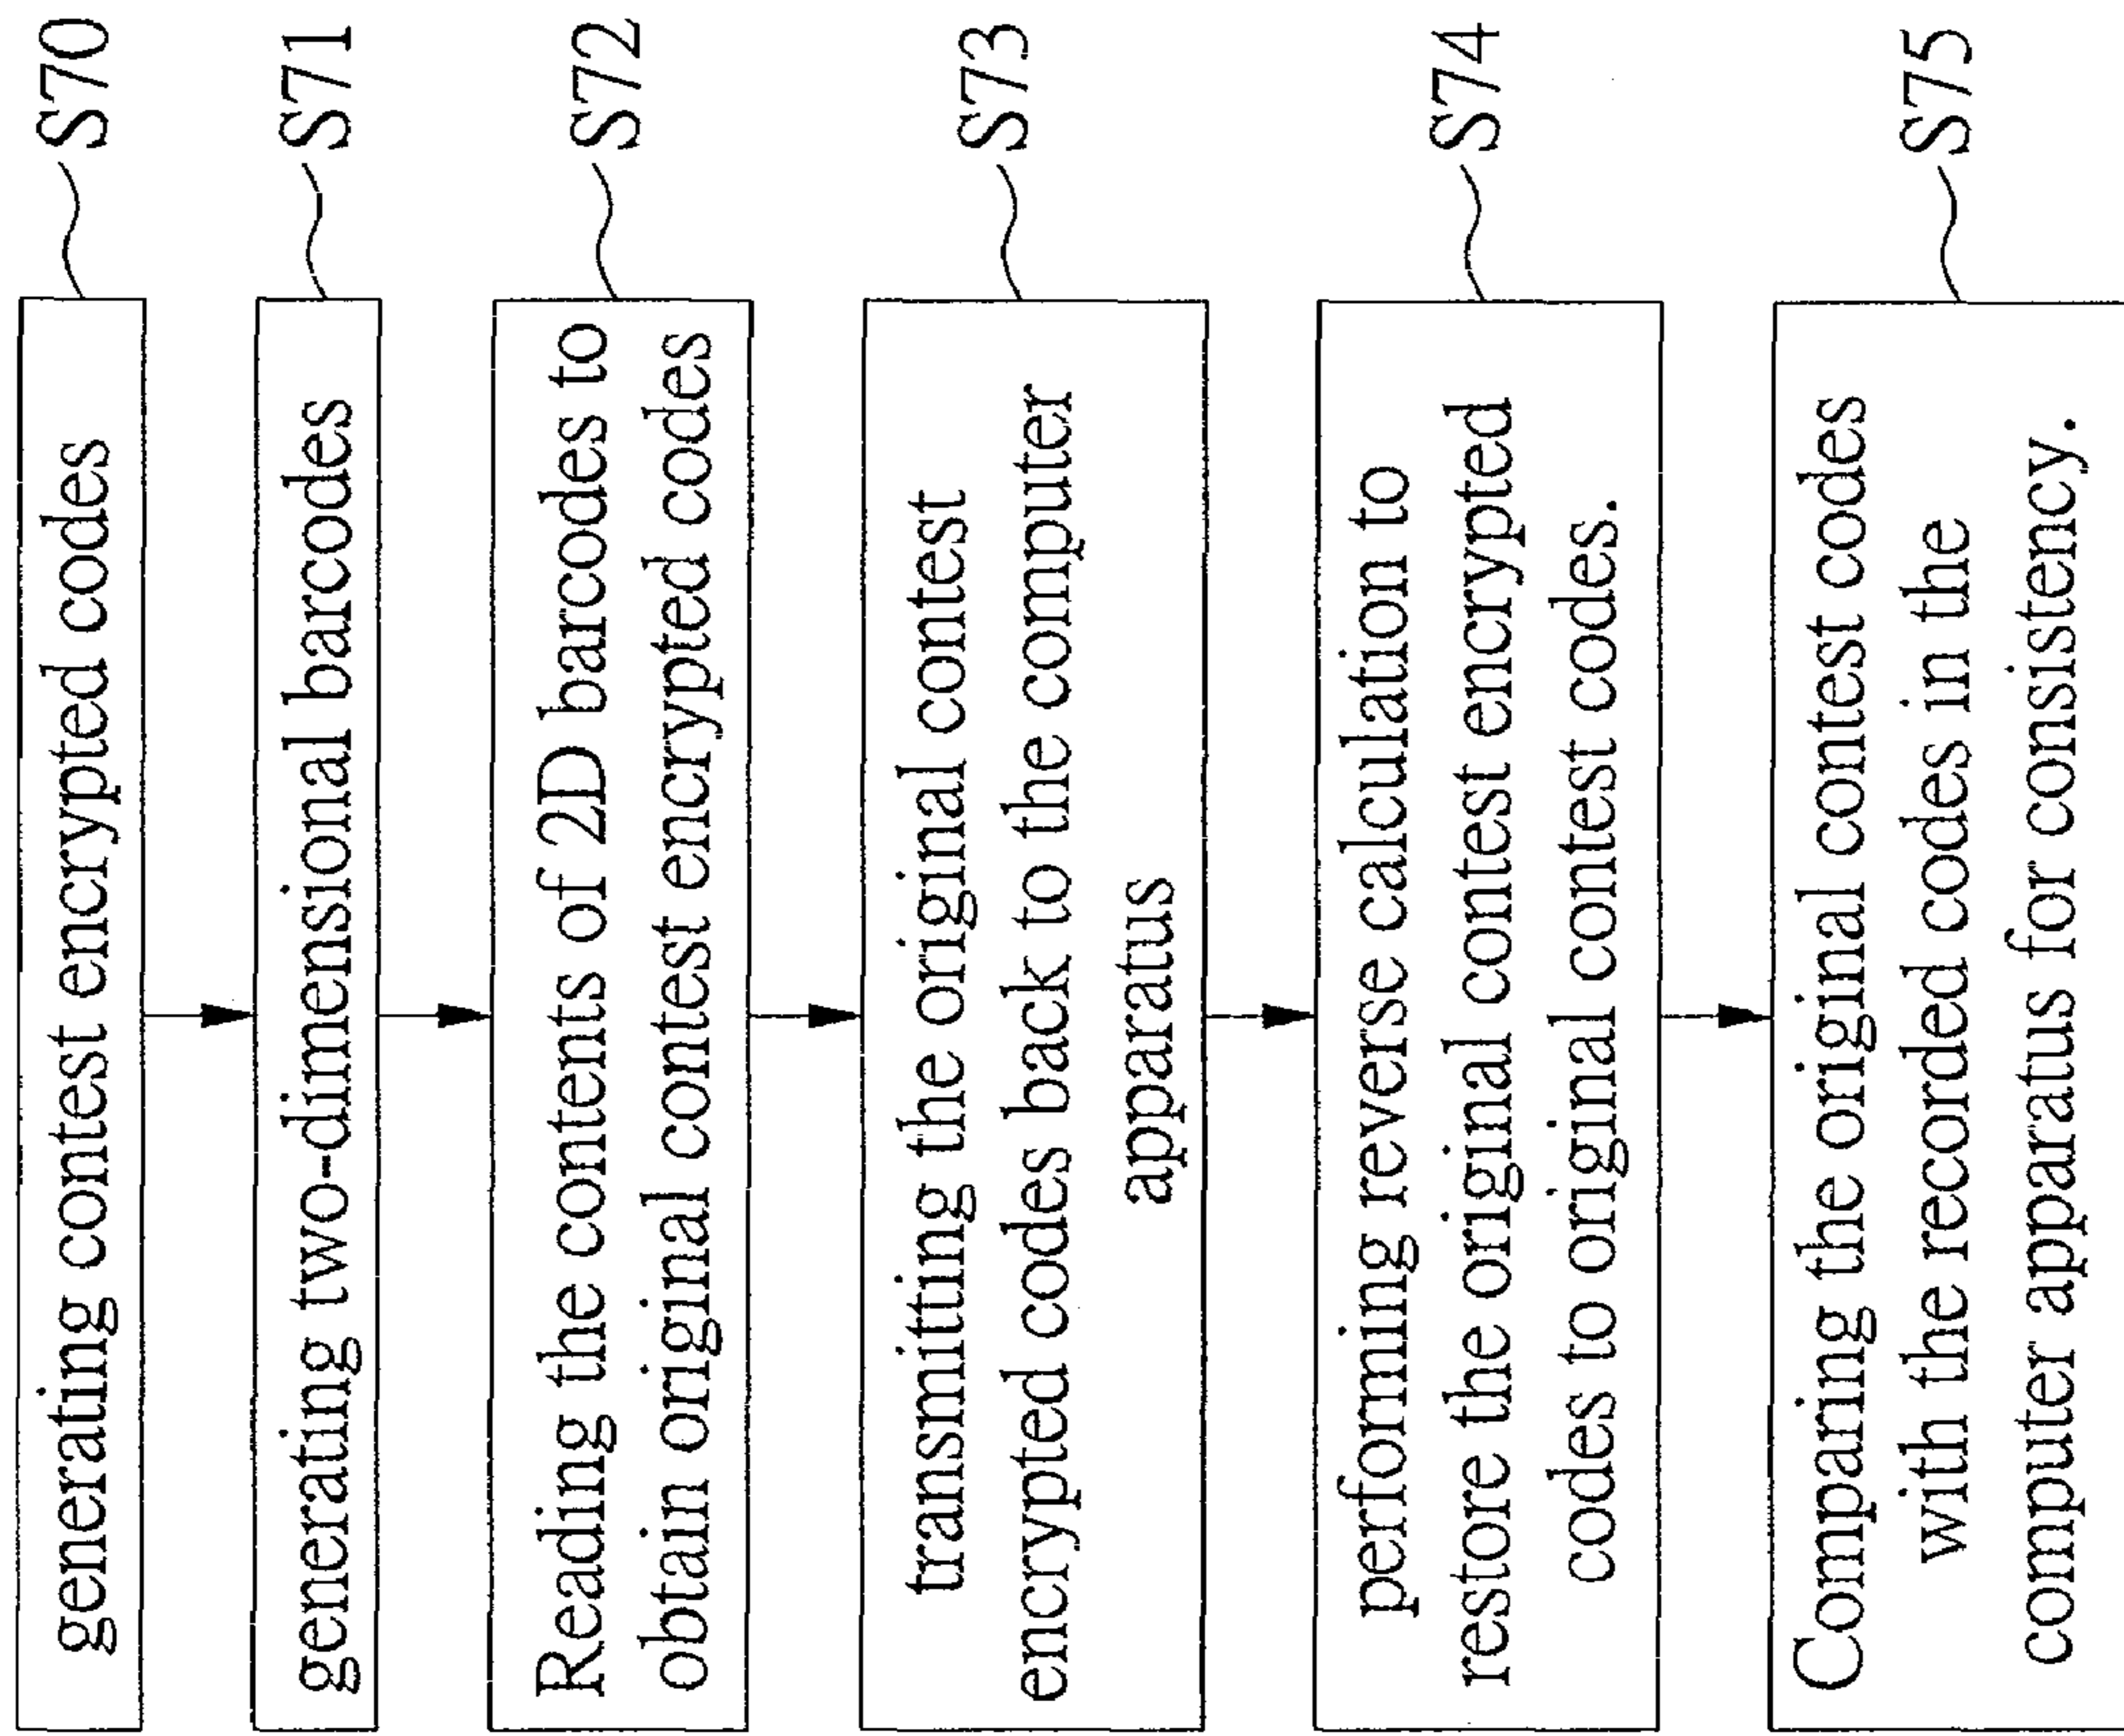 generating contest encrypted codes
S70
generating two-dimensional barcodes
S71
Reading the contents of 2D barcodes to
obtain original contest encrypted codes
S72
transmitting the original contest
encrypted codes back to the computer
apparatus
S73
performing reverse calculation to
restore the original contest encrypted
codes to original contest codes.
S74
Comparing the original contest codes
with the recorded codes in the
computer apparatus for consistency.
S75